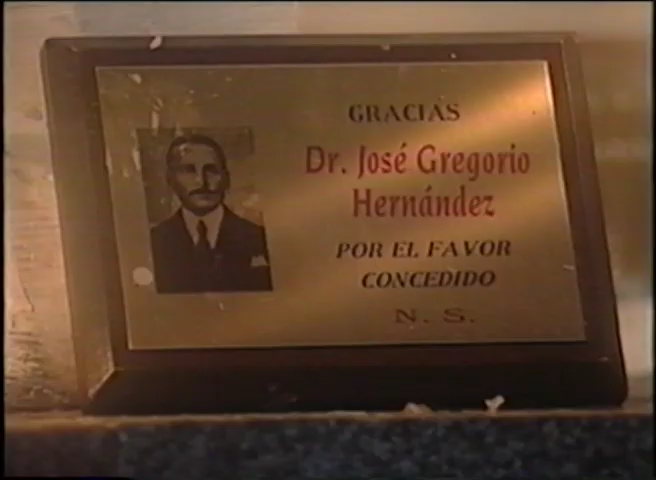 GRACIAS
Dr. José Gregorio
Hernández
POR EL FAVOR
CONCEDIDO
N. S.